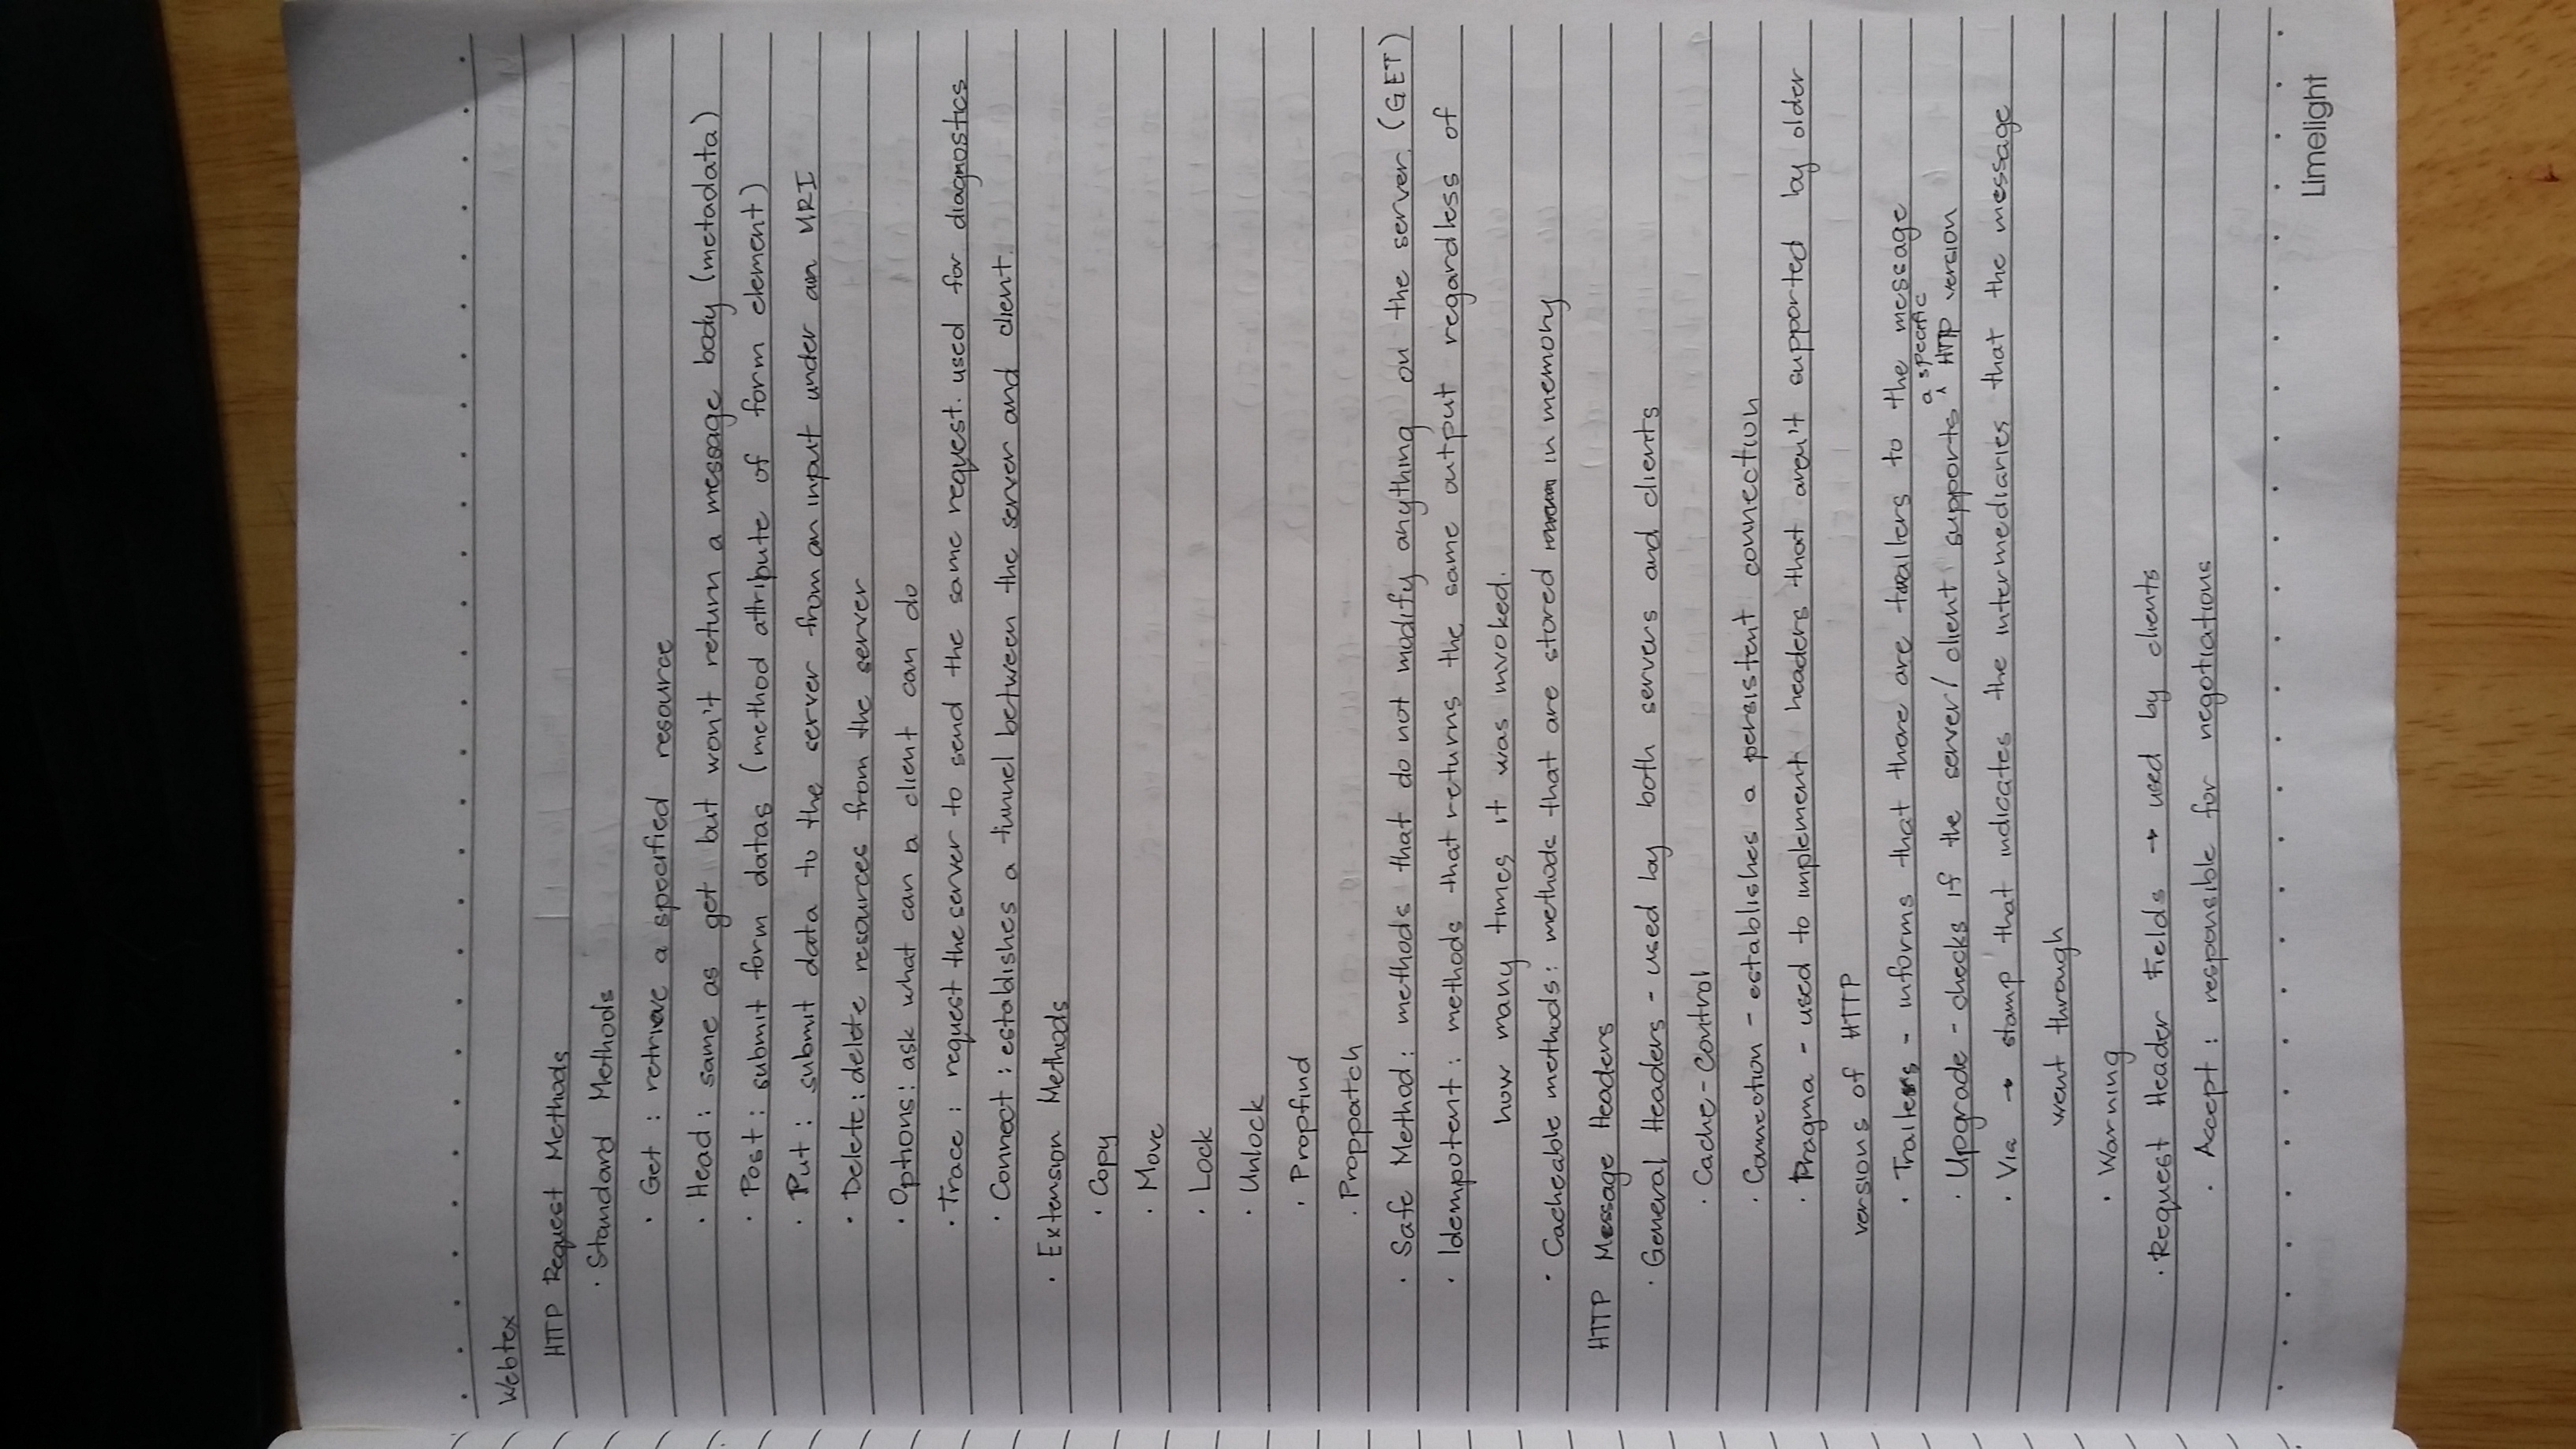 Webtex
HTTP Request Methods
· Standard Methods
· Get : retrieve a specified resource
· Head : same as get but won't return a message body (metadata)
· Post : submit form datas (method attribute of form element)
· Put : submit data to the server from an input under an URI
· Delete : delete resources from the server
· Options : ask what can a client can do
· Trace : request the server to send the same request. used for diagnostics
· Connect : establishes a tunnel between the server and client.
· Extension Methods
· Copy
· Move
· Lock
· Unlock
· Propfind
· Proppatch
· Safe Method : methods that do not modify anything on the server. (GET)
· Idempotent : methods that returns the same output regardless of
how many times it was invoked.
· Cacheable methods : methods that are stored in memory
HTTP Message Headers
· General Headers - used by both servers and clients
· Cache-Control
· Connection - establishes a persistent connection
· Pragma - used to implement headers that aren't supported by older
versions of HTTP
· Trailers - informs that there are trailers to the message
· Upgrade - checks if the server/client supports ^ a specific HTTP version
· Via → stamp that indicates the intermediaries that the message
went through
· Warning
· Request Header Fields → used by clients
· Accept : responsible for negotiations
Limelight